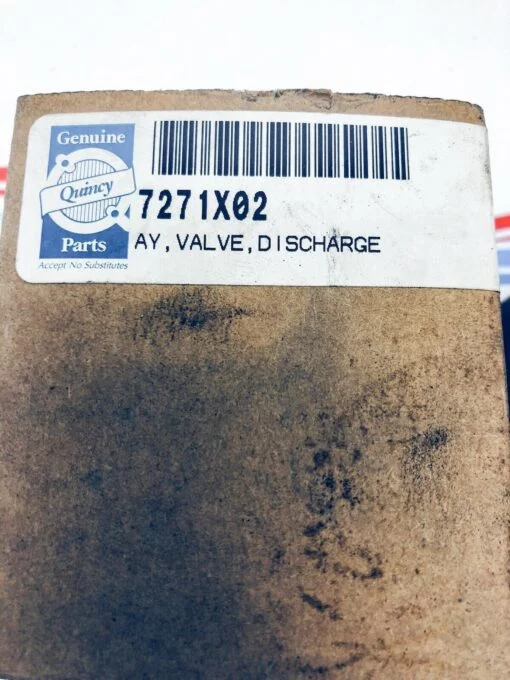 Genuine
Quincy
Parts
Accept No Substitutes
7271X02
AY,VALVE,DISCHARGE